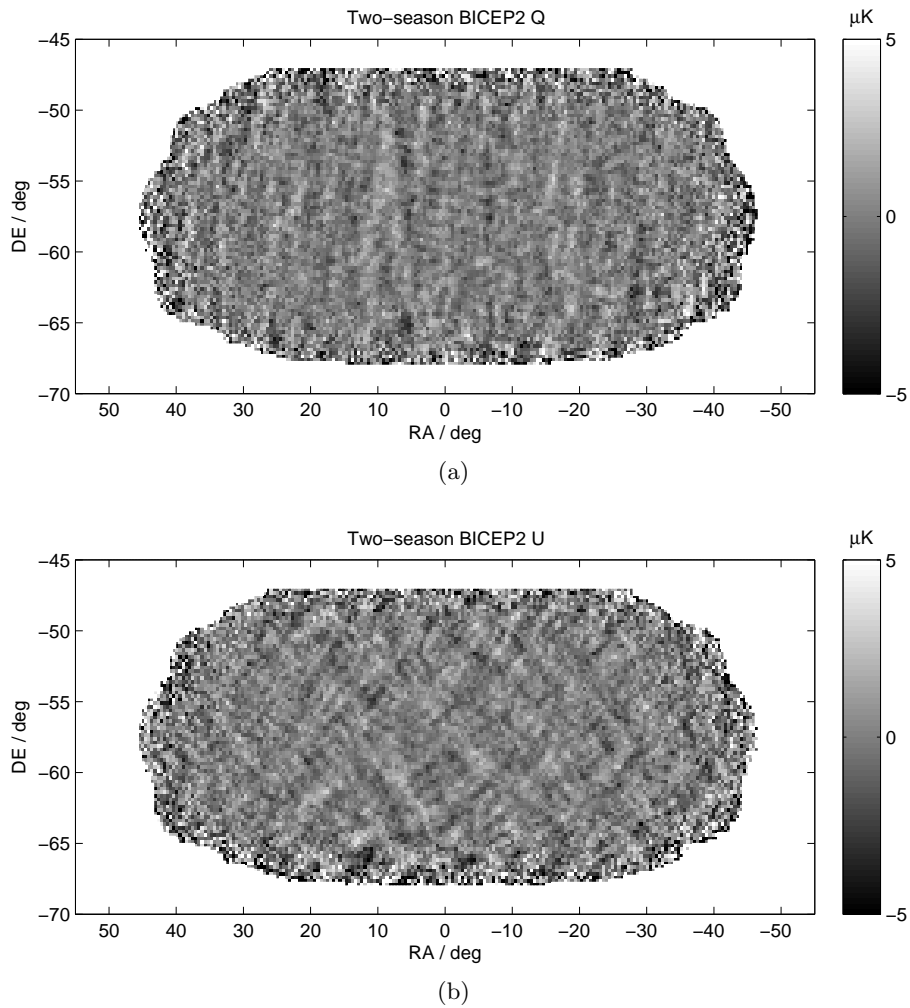 Two−season BICEP2 Q
μK
−45
−50
−55
−60
−65
−70
DE / deg
50 40 30 20 10 0 −10 −20 −30 −40 −50
RA / deg
5
0
−5
(a)
Two−season BICEP2 U
μK
−45
−50
−55
−60
−65
−70
DE / deg
50 40 30 20 10 0 −10 −20 −30 −40 −50
RA / deg
5
0
−5
(b)